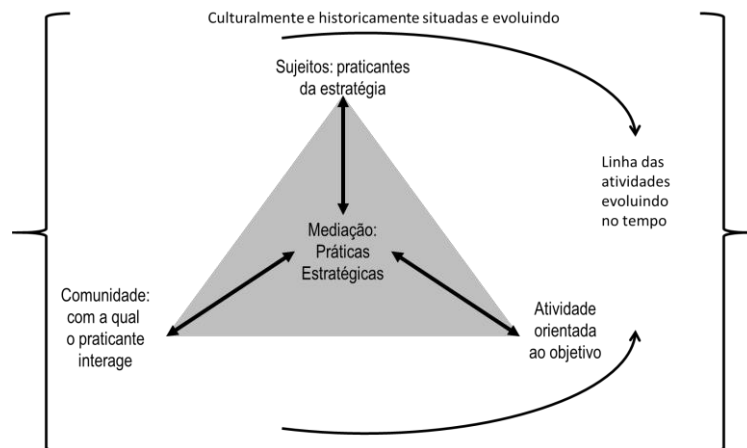 Culturalmente e historicamente situadas e evoluindo
Sujeitos: praticantes
da estratégia
Linha das
atividades
evoluindo
no tempo
Mediação:
Práticas
Estratégicas
Comunidade:
com a qual
o praticante
interage
Atividade
orientada
ao objetivo